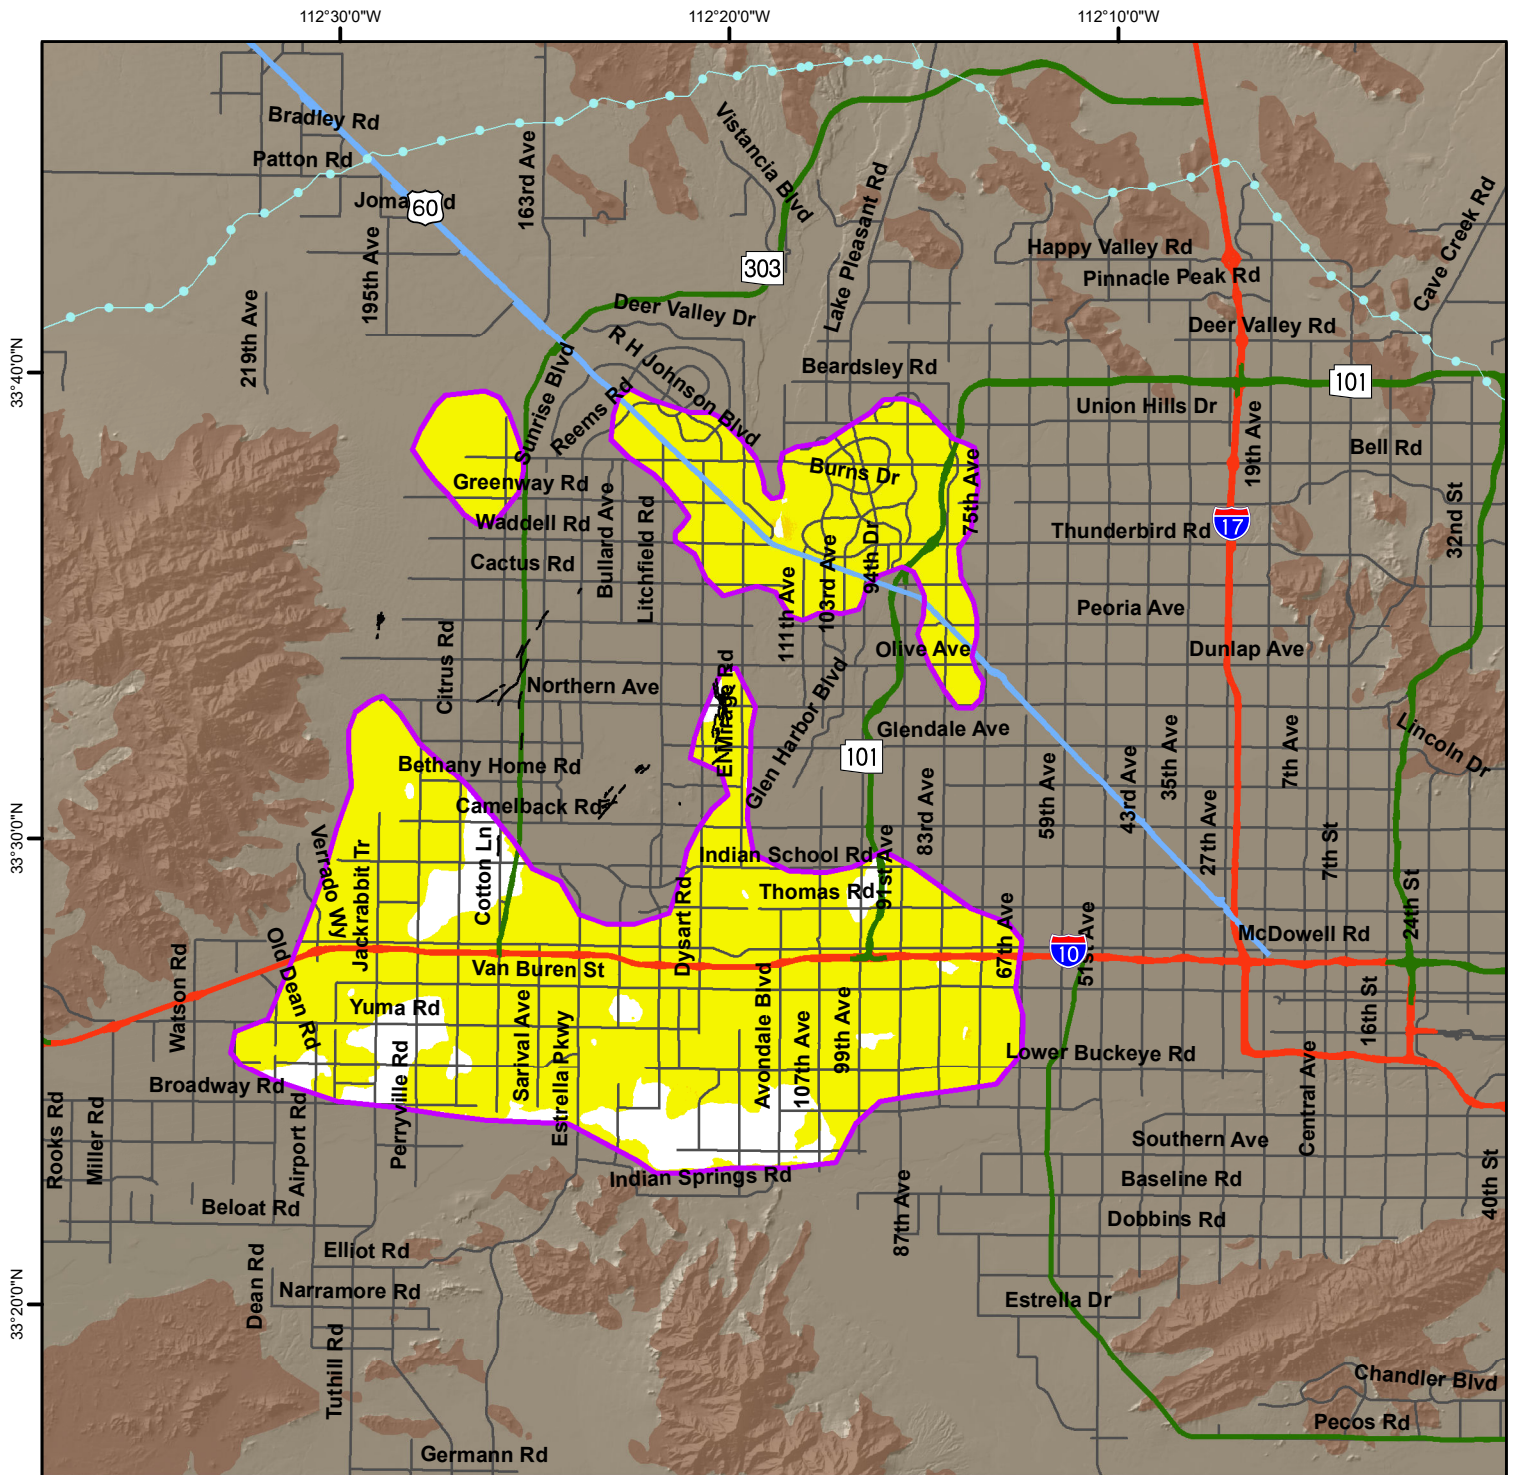 112°30'0"W
112°20'0"W
112°10'0"W
33°40'0"N
33°30'0"N
33°20'0"N
Bradley Rd
Patton Rd
60
163rd Ave
195th Ave
219th Ave
Vistancia Blvd
Lake Pleasant Rd
303
Deer Valley Dr
R H Johnson Blvd
Happy Valley Rd
Pinnacle Peak Rd
Cave Creek Rd
Deer Valley Rd
Beardsley Rd
101
Union Hills Dr
19th Ave
Bell Rd
Sunrise Blvd
Reems Rd
Burns Dr
75th Ave
Greenway Rd
Waddell Rd
Cactus Rd
Bullard Ave
Litchfield Rd
Thunderbird Rd
17
32nd St
111th Ave
103rd Ave
94th Dr
Peoria Ave
Citrus Rd
Olive Ave
Dunlap Ave
Northern Ave
El Mirage Rd
Glen Harbor Blvd
Glendale Ave
Lincoln Dr
101
Bethany Home Rd
Camelback Rd
83rd Ave
59th Ave
43rd Ave
35th Ave
27th Ave
7th Ave
7th St
Verrado Wy
Jackrabbit Tr
Cotton Ln
Indian School Rd
Thomas Rd
91st Ave
24th St
Dysart Rd
67th Ave
51st Ave
10
McDowell Rd
Watson Rd
Old Dean Rd
Van Buren St
Yuma Rd
Sarival Ave
Estrella Pkwy
Avondale Blvd
107th Ave
99th Ave
16th St
Lower Buckeye Rd
Broadway Rd
Perryville Rd
Central Ave
Rooks Rd
Miller Rd
Airport Rd
Southern Ave
Indian Springs Rd
Baseline Rd
87th Ave
40th St
Beloat Rd
Dobbins Rd
Elliot Rd
Dean Rd
Narramore Rd
Estrella Dr
Tuthill Rd
Chandler Blvd
Pecos Rd
Germann Rd